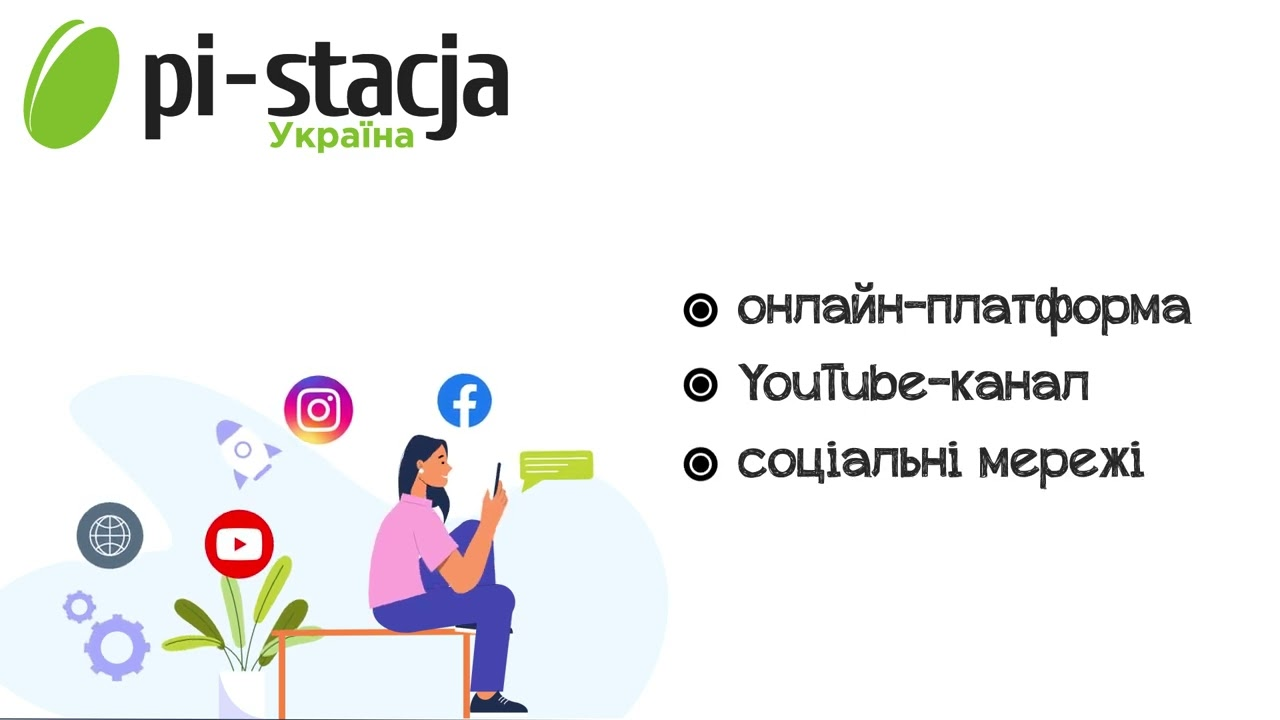 pi-stacja
Україна
онлайн-платформа
YouTube-канал
соціальні мережі